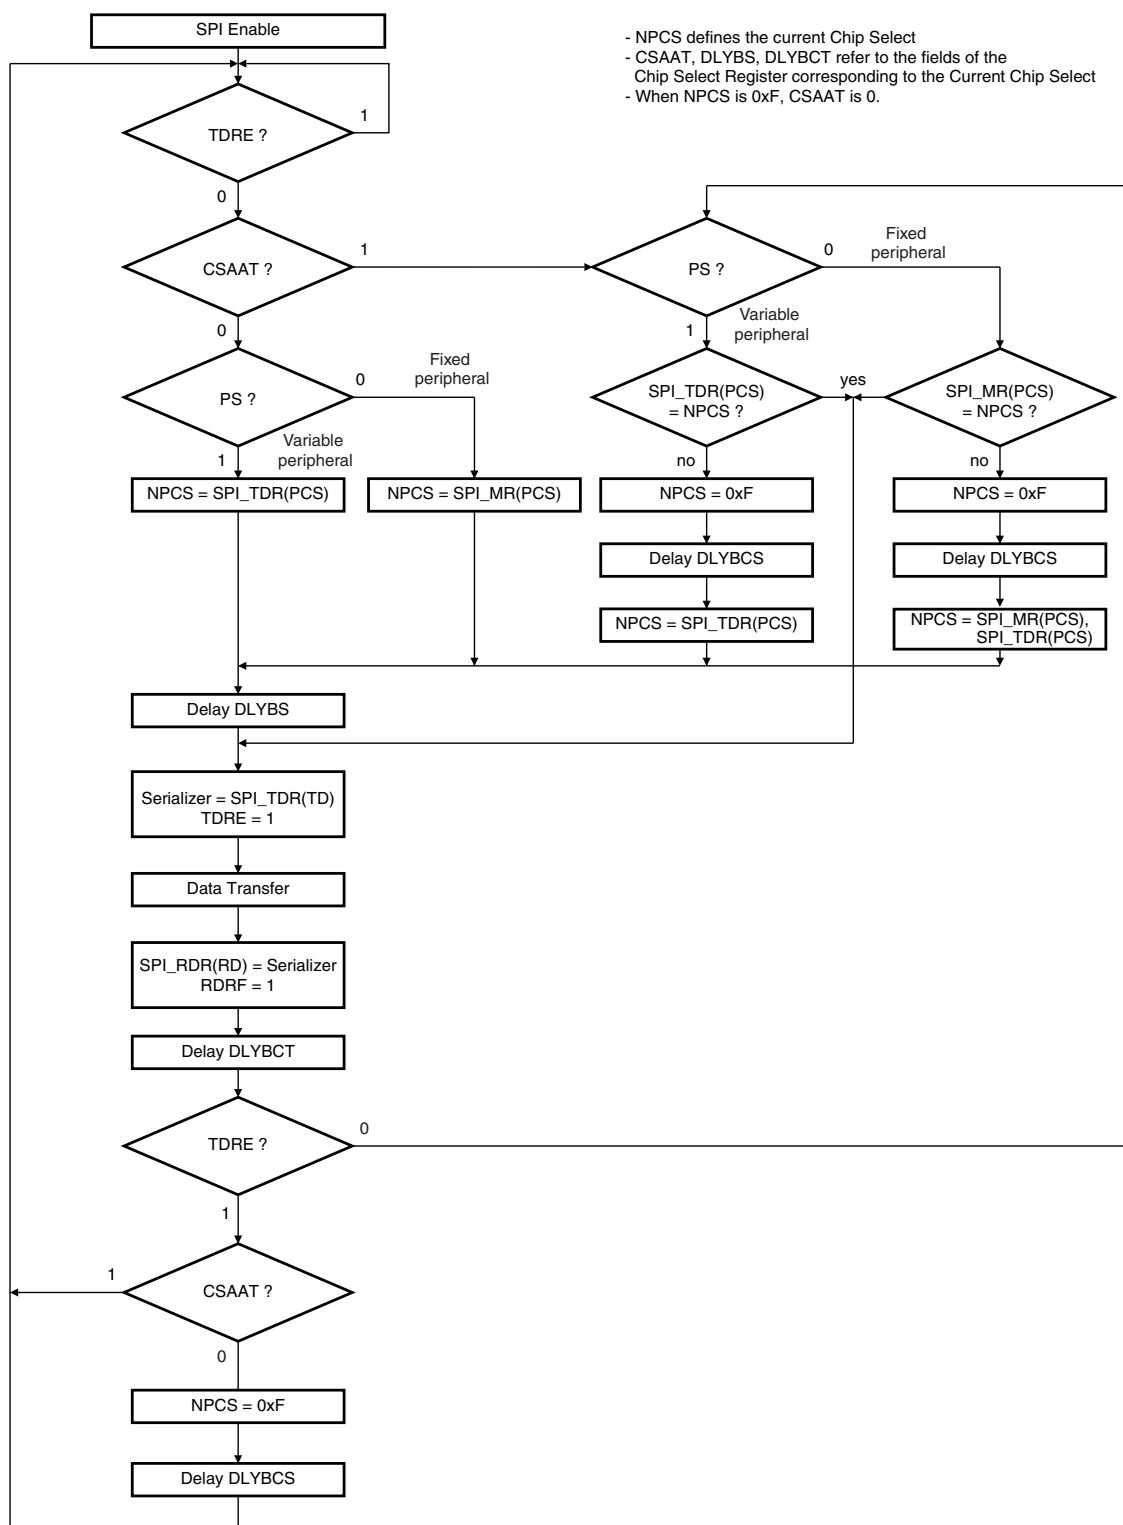 SPI Enable
- NPCS defines the current Chip Select
- CSAAT, DLYBS, DLYBCT refer to the fields of the
Chip Select Register corresponding to the Current Chip Select
- When NPCS is 0xF, CSAAT is 0.
1
TDRE ?
0
CSAAT ?
1
PS ?
0
Fixed
peripheral
0
1
Variable
peripheral
PS ?
0
Fixed
peripheral
SPI_TDR(PCS)
= NPCS ?
yes
SPI_MR(PCS)
= NPCS ?
1
Variable
peripheral
no
no
NPCS = SPI_TDR(PCS)
NPCS = SPI_MR(PCS)
NPCS = 0xF
NPCS = 0xF
Delay DLYBCS
Delay DLYBCS
NPCS = SPI_TDR(PCS)
NPCS = SPI_MR(PCS),
SPI_TDR(PCS)
Delay DLYBS
Serializer = SPI_TDR(TD)
TDRE = 1
Data Transfer
SPI_RDR(RD) = Serializer
RDRF = 1
Delay DLYBCT
TDRE ?
0
1
CSAAT ?
1
0
NPCS = 0xF
Delay DLYBCS